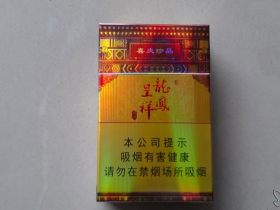 喜庆珍品
龍鳳
呈祥
本公司提示
吸烟有害健康
请勿在禁烟场所吸烟